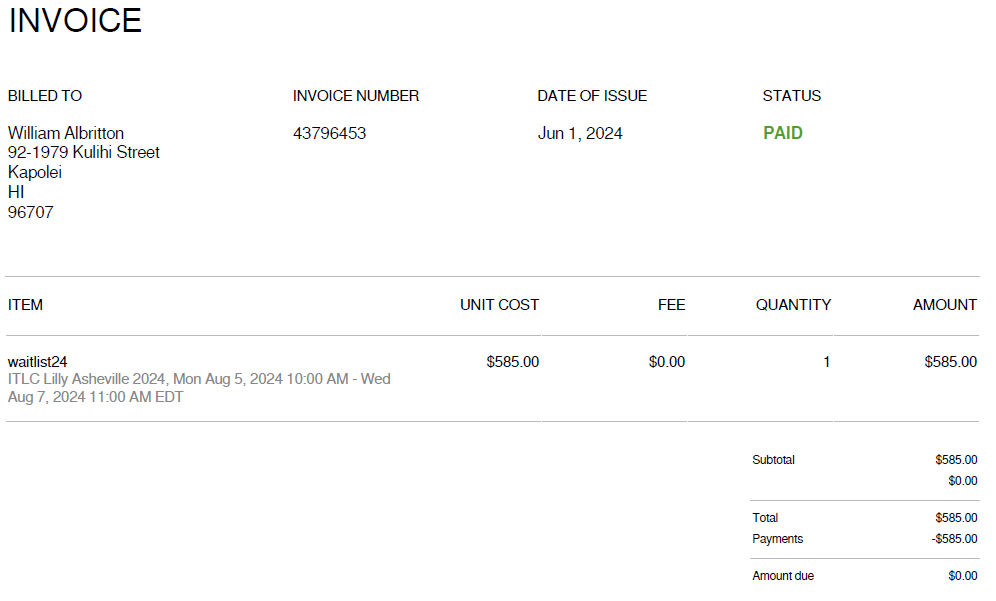 INVOICE
BILLED TO
INVOICE NUMBER
DATE OF ISSUE
STATUS
William Albritton
43796453
Jun 1, 2024
PAID
92-1979 Kulihi Street
Kapolei
HI
96707
ITEM
UNIT COST
FEE
QUANTITY
AMOUNT
waitlist24
$585.00
$0.00
1
$585.00
ITLC Lilly Asheville 2024, Mon Aug 5, 2024 10:00 AM - Wed
Aug 7, 2024 11:00 AM EDT
Subtotal
$585.00
$0.00
Total
$585.00
Payments
-$585.00
Amount due
$0.00